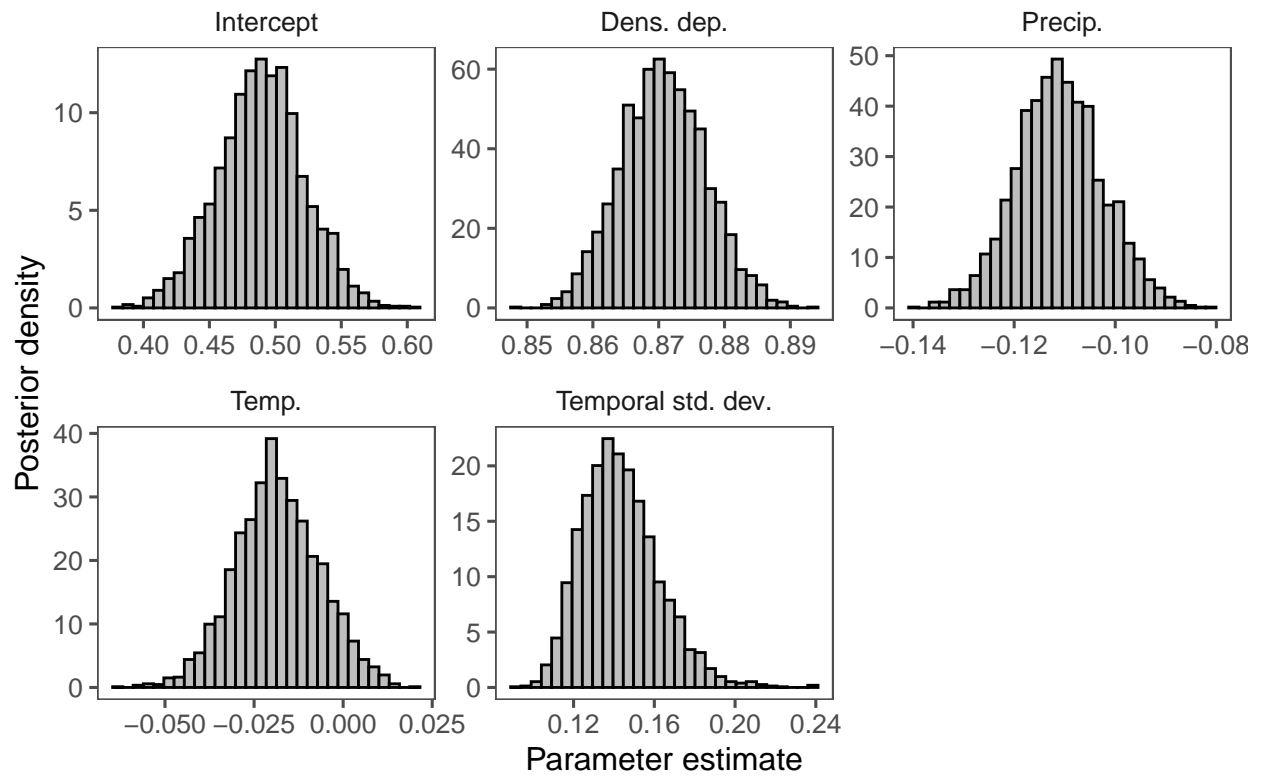 Intercept Dens. dep. Precip.
Posterior density
10
5
0
0.40 0.45 0.50 0.55 0.60
60
40
20
0
0.85 0.86 0.87 0.88 0.89
50
40
30
20
10
0
−0.14 −0.12 −0.10 −0.08
Temp. Temporal std. dev.
40
30
20
10
0
−0.050 −0.025 0.000 0.025
20
15
10
5
0
0.12 0.16 0.20 0.24
Parameter estimate